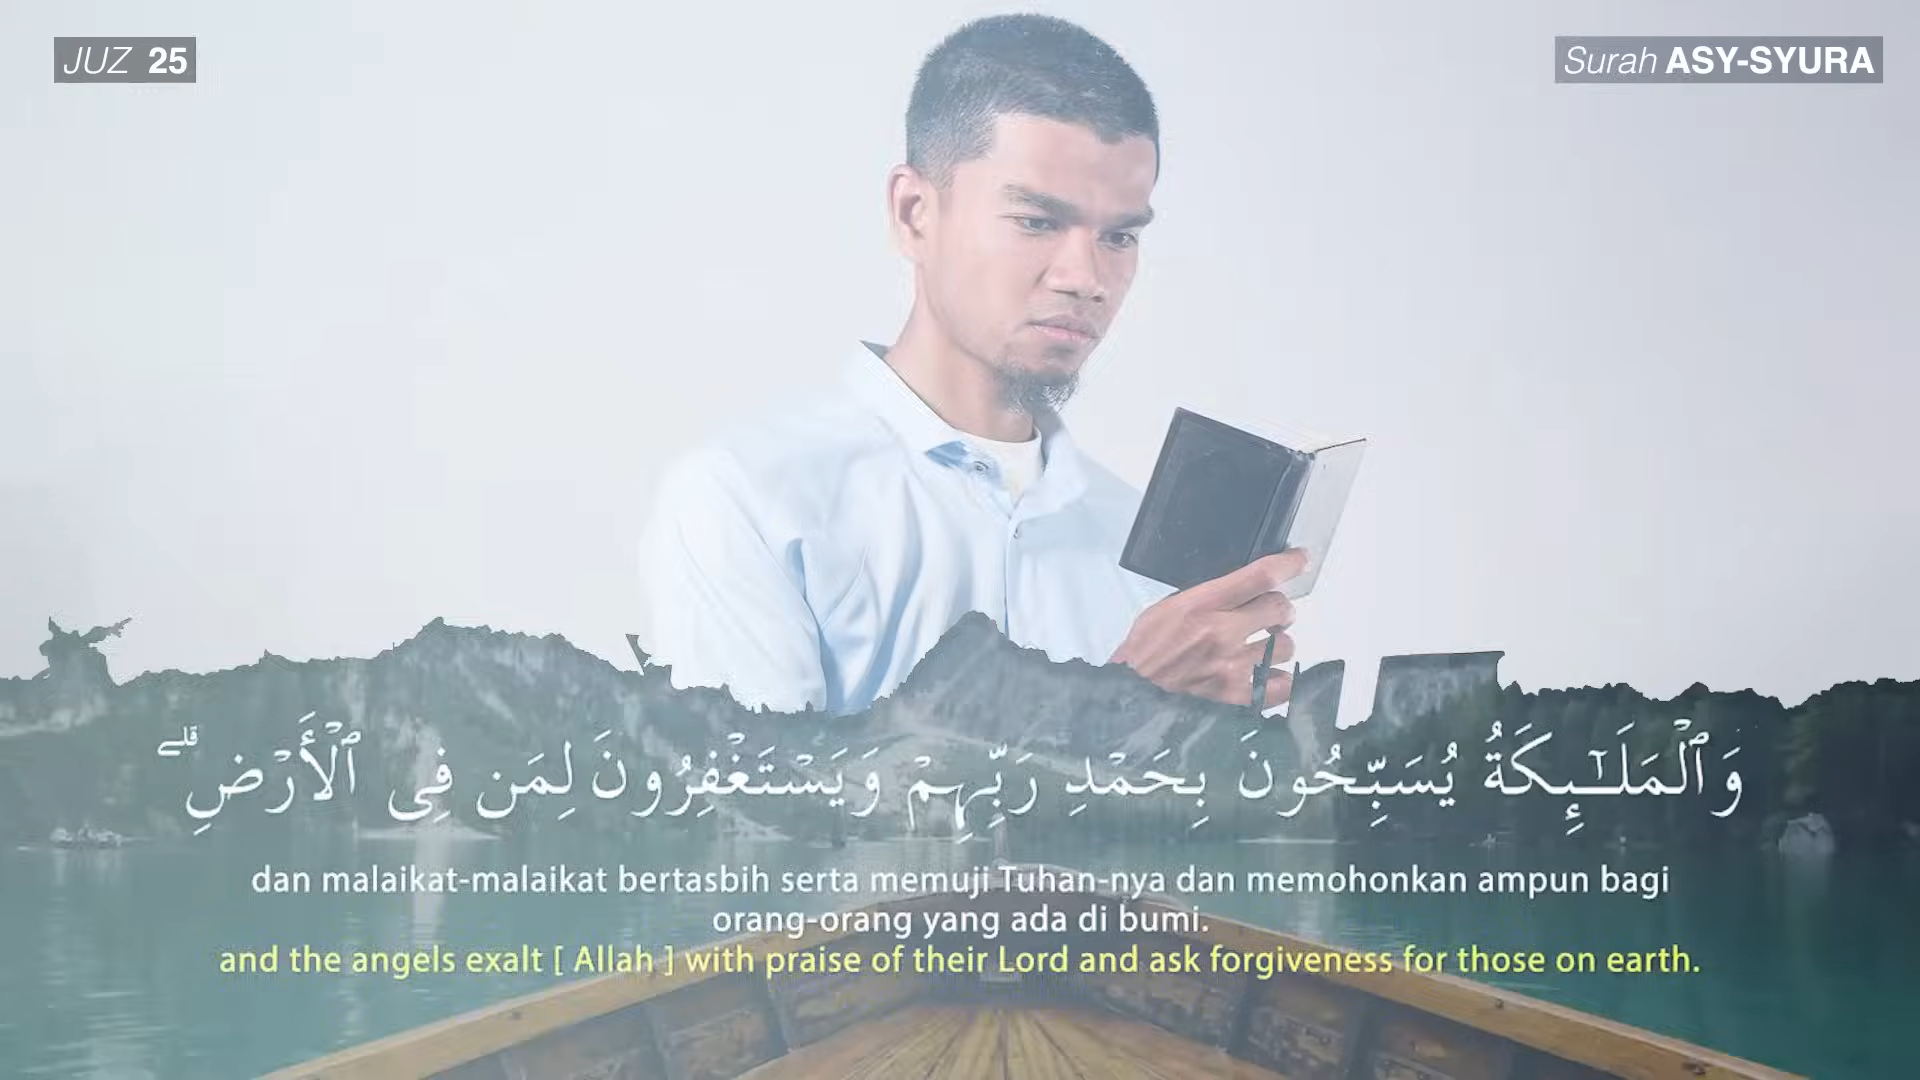 JUZ 25
Surah ASY-SYURA
وَٱلْمَلَـٰٓئِكَةُ يُسَبِّحُونَ بِحَمْدِ رَبِّهِمْ وَيَسْتَغْفِرُونَ لِمَن فِى ٱلْأَرْضِ ۗ
dan malaikat-malaikat bertasbih serta memuji Tuhan-nya dan memohonkan ampun bagi
orang-orang yang ada di bumi.
and the angels exalt [ Allah ] with praise of their Lord and ask forgiveness for those on earth.